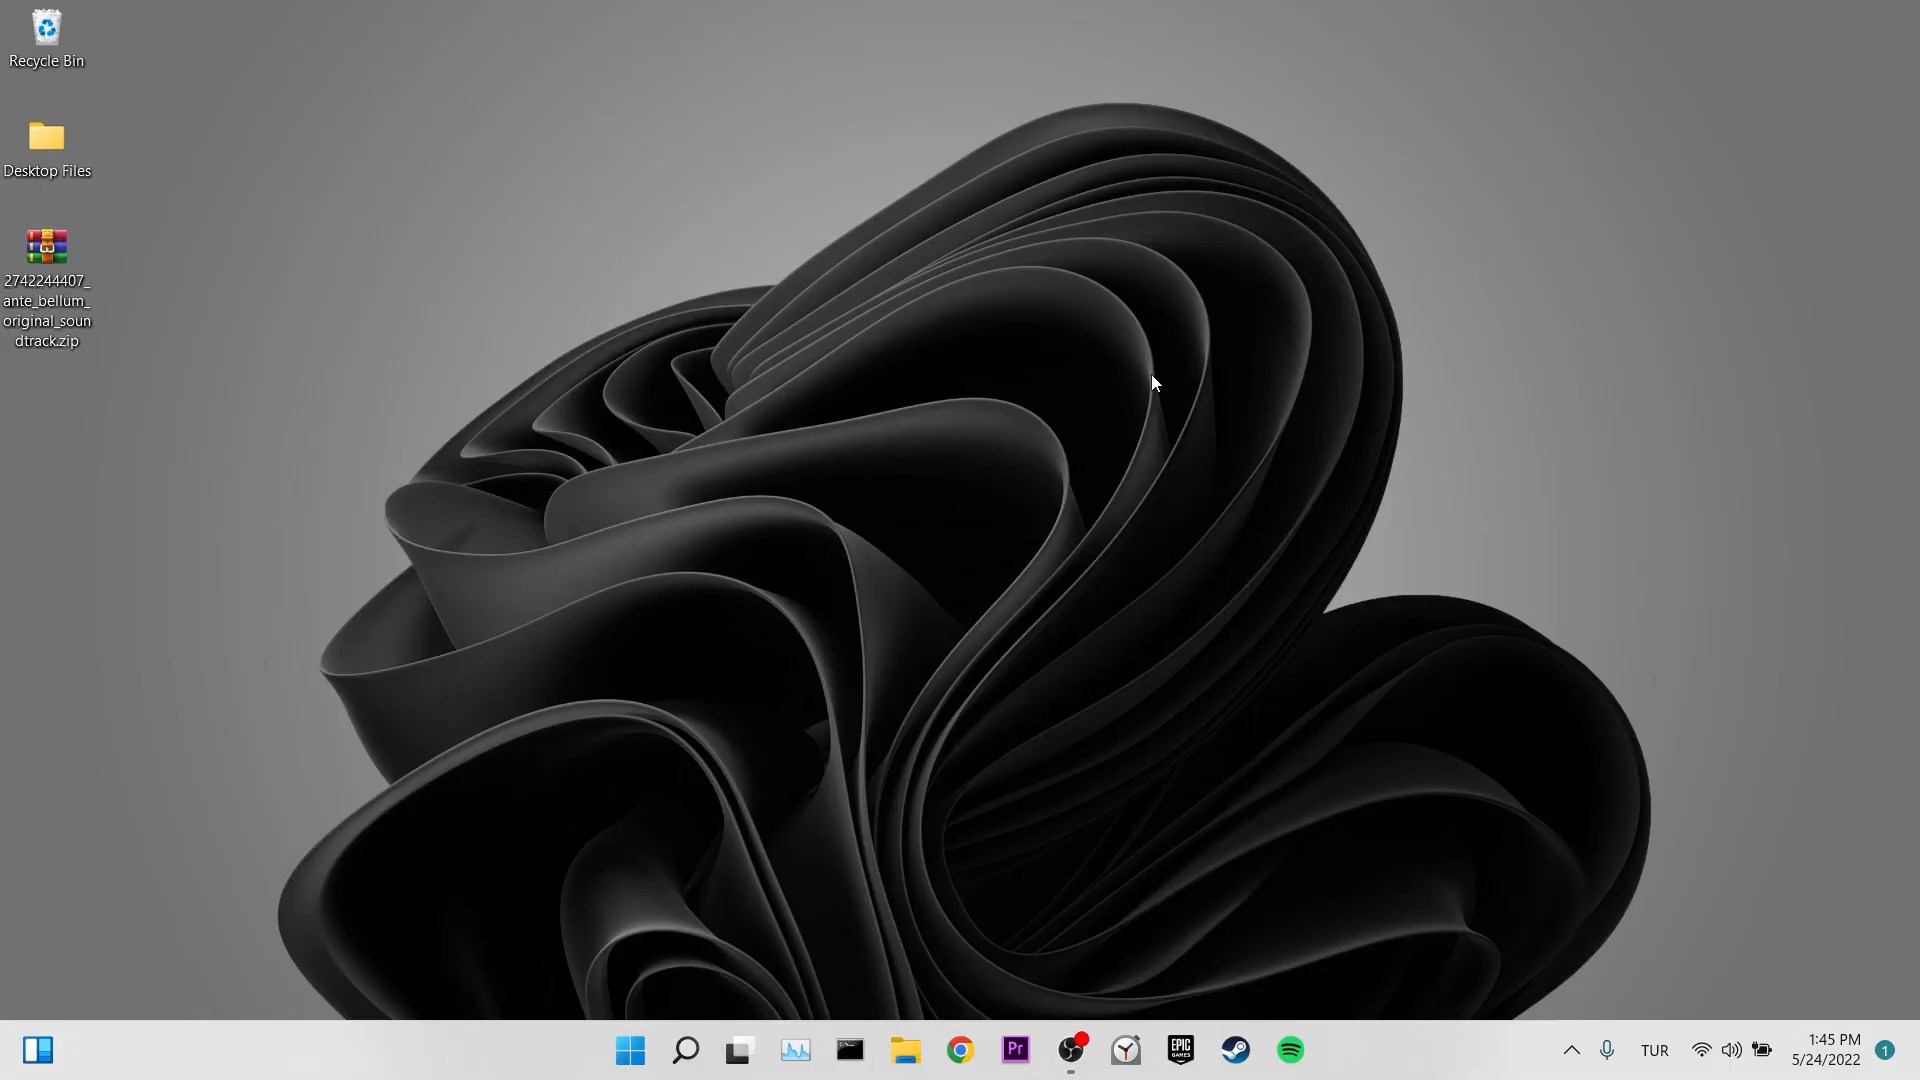 Recycle Bin
Desktop Files
2742244407_
ante_bellum_
original_soun
dtrack.zip
Pr
EPIC
GAMES
TUR
1:45 PM
5/24/2022
1